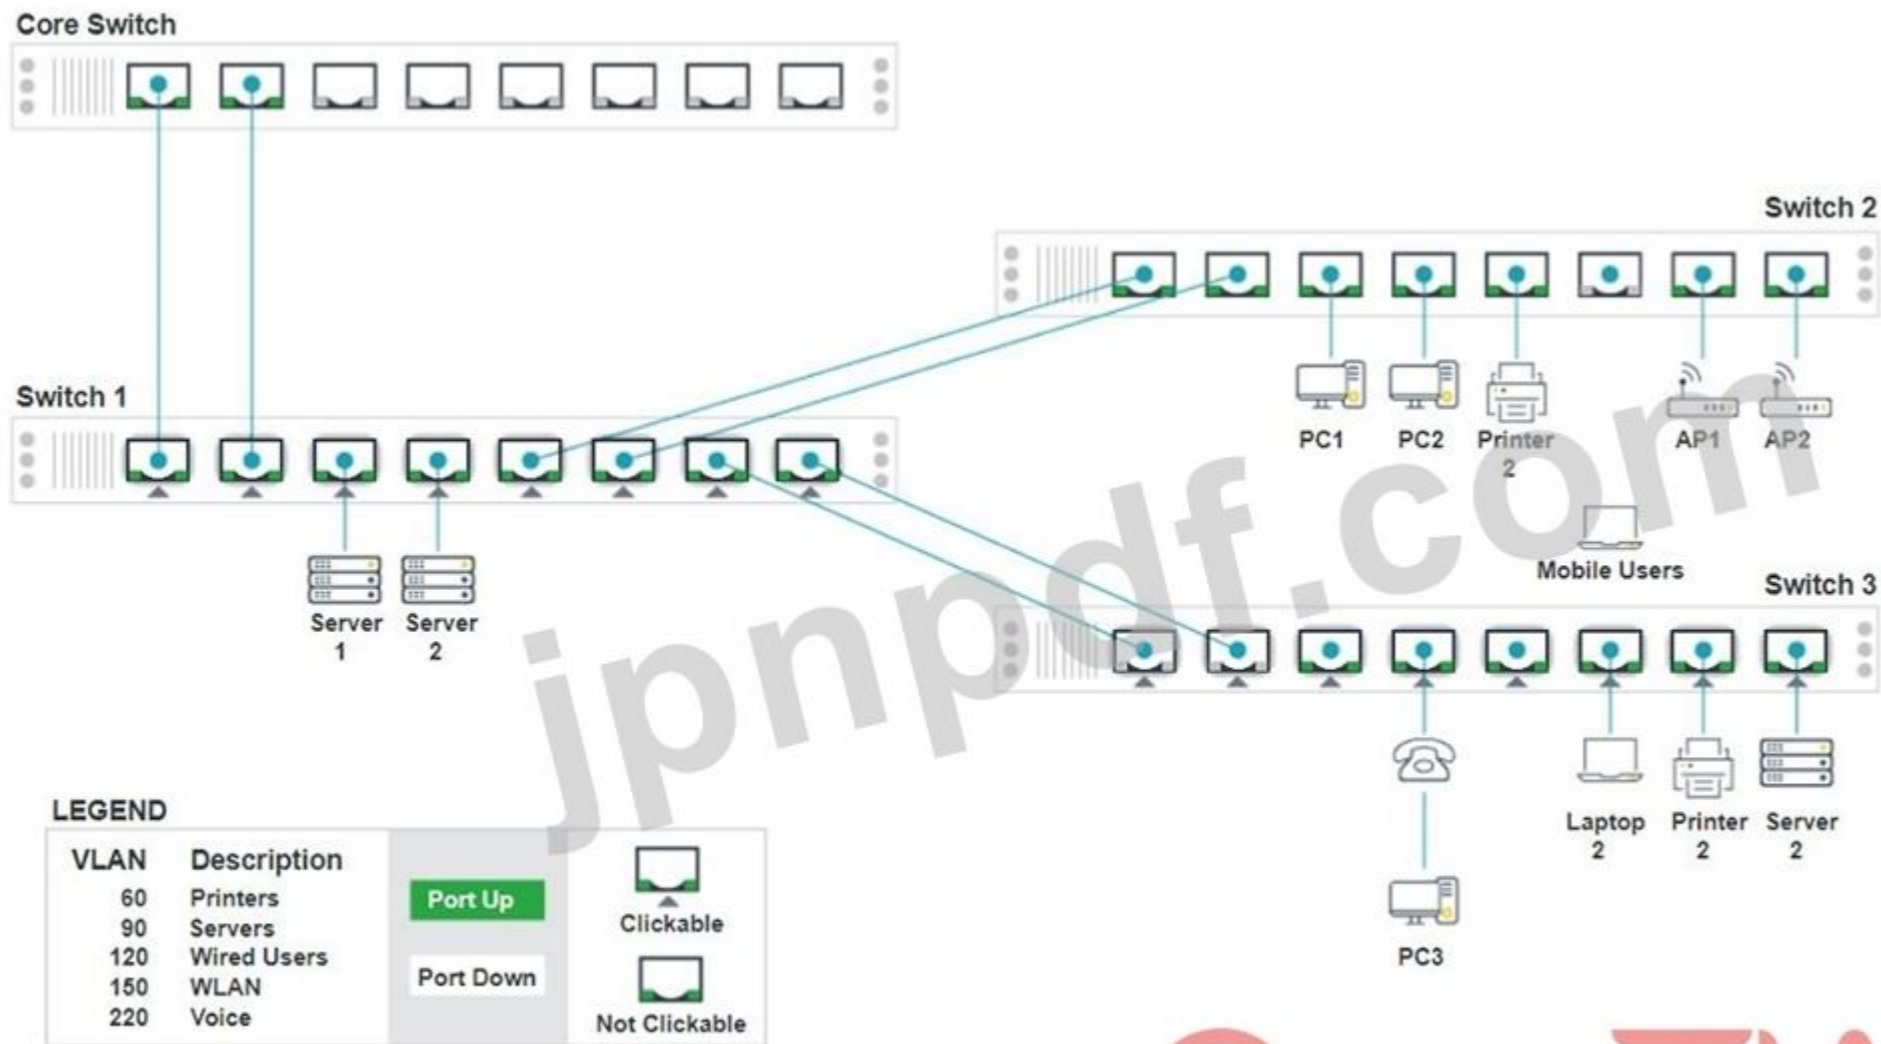 Core Switch
Switch 2
PC1
PC2
Printer
2
AP1
AP2
Switch 1
Server
1
Server
2
Mobile Users
Switch 3
Laptop
2
Printer
2
Server
2
PC3
jpnpdf.com
LEGEND
VLAN Description
60 Printers
90 Servers
120 Wired Users
150 WLAN
220 Voice
Port Up
Port Down
Clickable
Not Clickable